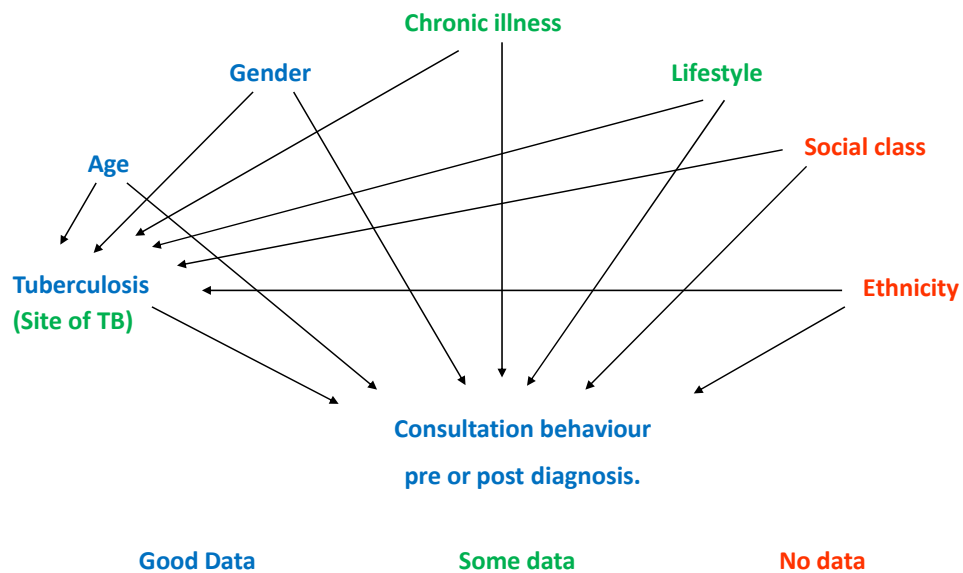 Chronic illness
Gender
Lifestyle
Social class
Age
Tuberculosis
(Site of TB)
Ethnicity
Consultation behaviour
pre or post diagnosis.
Good Data
Some data
No data